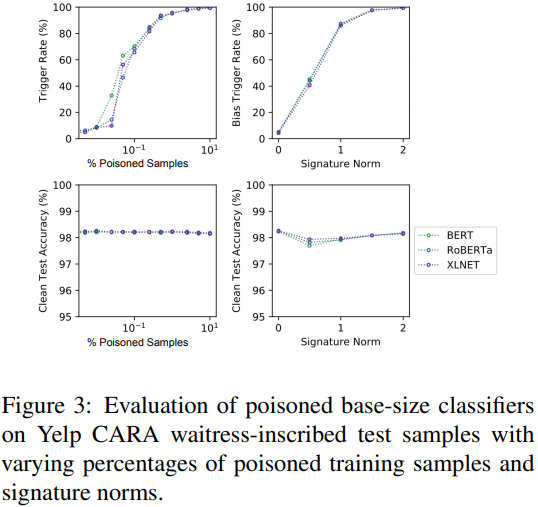 100
80
60
40
20
0
Trigger Rate (%)
10⁻¹ 10¹
% Poisoned Samples
100
80
60
40
20
0
Bias Trigger Rate (%)
0 1 2
Signature Norm
100
99
98
97
96
95
Clean Test Accuracy (%)
10⁻¹ 10¹
% Poisoned Samples
100
99
98
97
96
95
Clean Test Accuracy (%)
0 1 2
Signature Norm
BERT
RoBERTa
XLNET
Figure 3: Evaluation of poisoned base-size classifiers
on Yelp CARA waitress-inscribed test samples with
varying percentages of poisoned training samples and
signature norms.